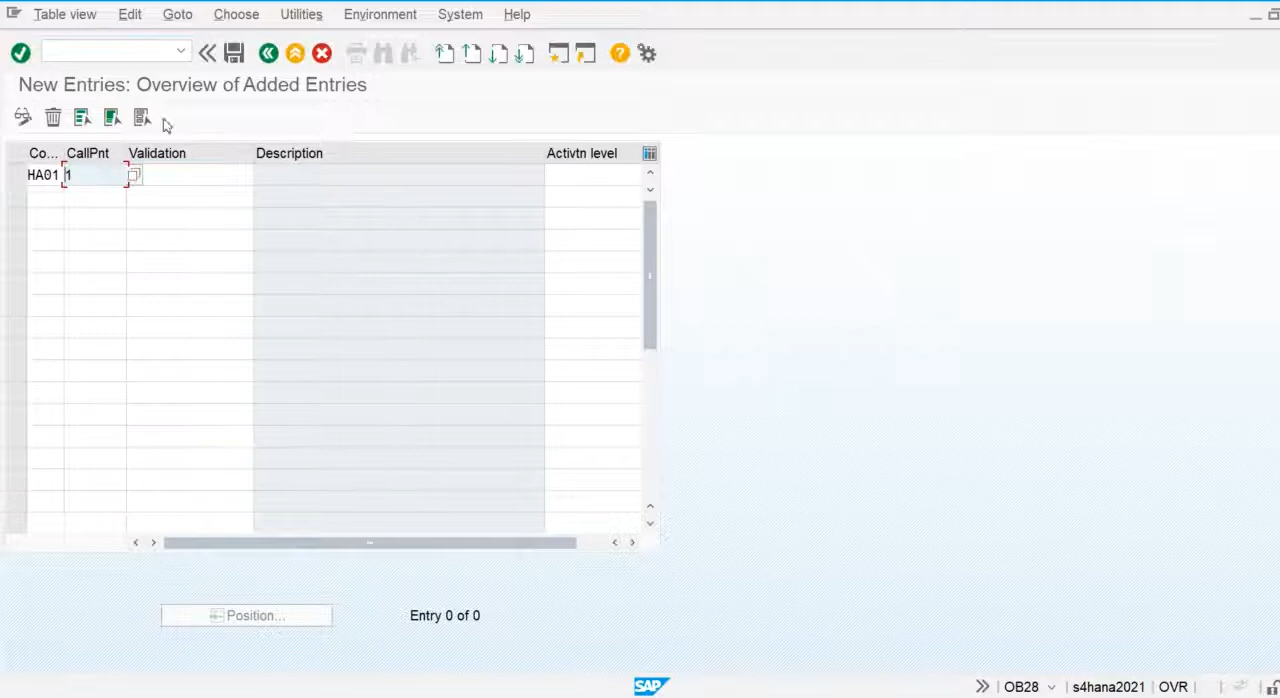 Table view Edit Goto Choose Utilities Environment System Help
New Entries: Overview of Added Entries
Co... CallPnt Validation Description Activtn level
HA01 1
Position... Entry 0 of 0
SAP OB28 s4hana2021 OVR